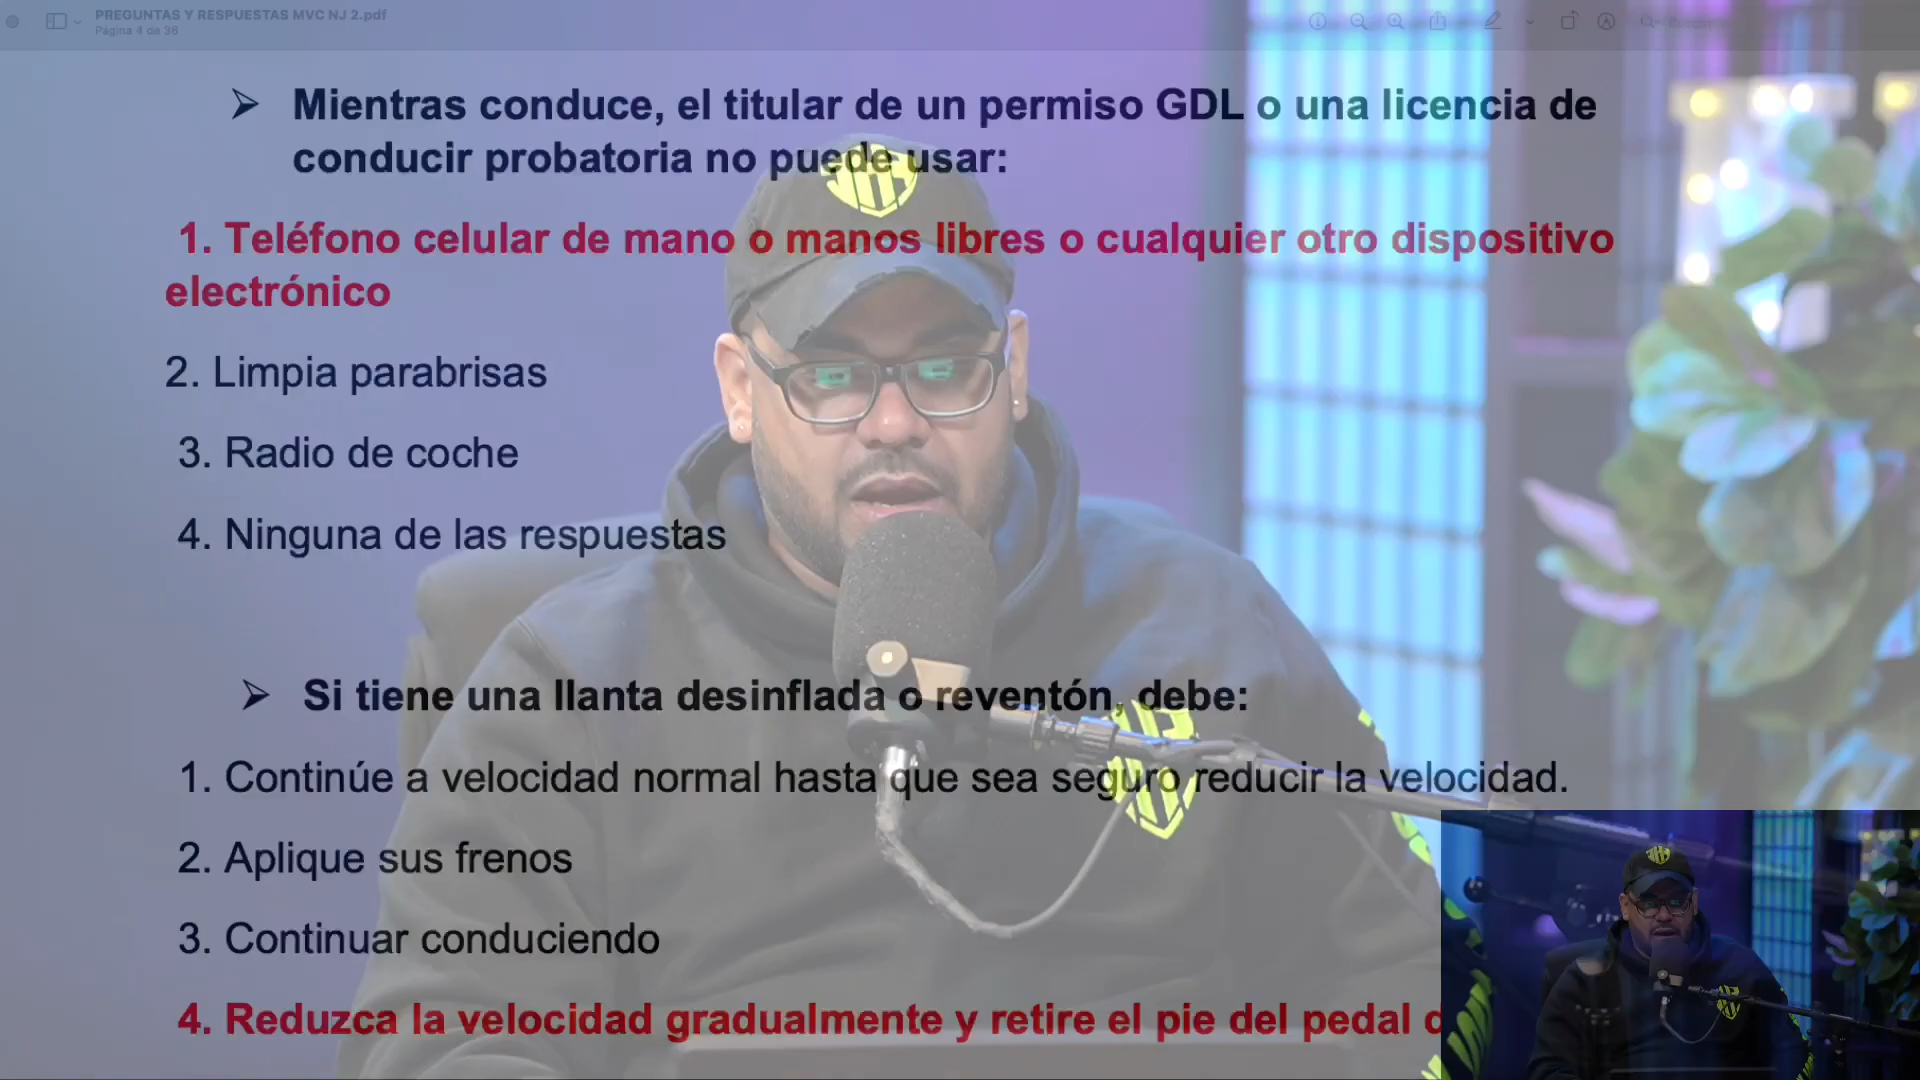 PREGUNTAS Y RESPUESTAS MVC NJ 2.pdf
Página 4 de 36
➢ Mientras conduce, el titular de un permiso GDL o una licencia de
conducir probatoria no puede usar:
1. Teléfono celular de mano o manos libres o cualquier otro dispositivo
electrónico
2. Limpia parabrisas
3. Radio de coche
4. Ninguna de las respuestas
➢ Si tiene una llanta desinflada o reventón, debe:
1. Continúe a velocidad normal hasta que sea seguro reducir la velocidad.
2. Aplique sus frenos
3. Continuar conduciendo
4. Reduzca la velocidad gradualmente y retire el pie del pedal